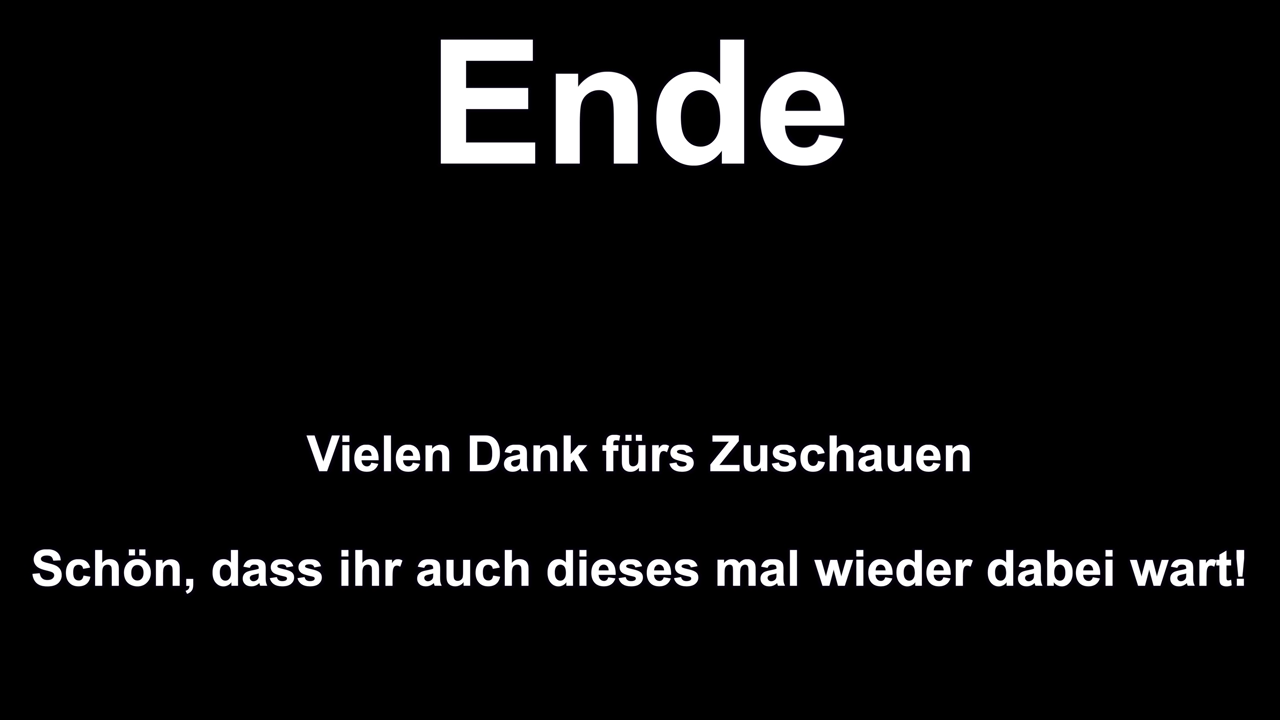 Ende
Vielen Dank fürs Zuschauen
Schön, dass ihr auch dieses mal wieder dabei wart!